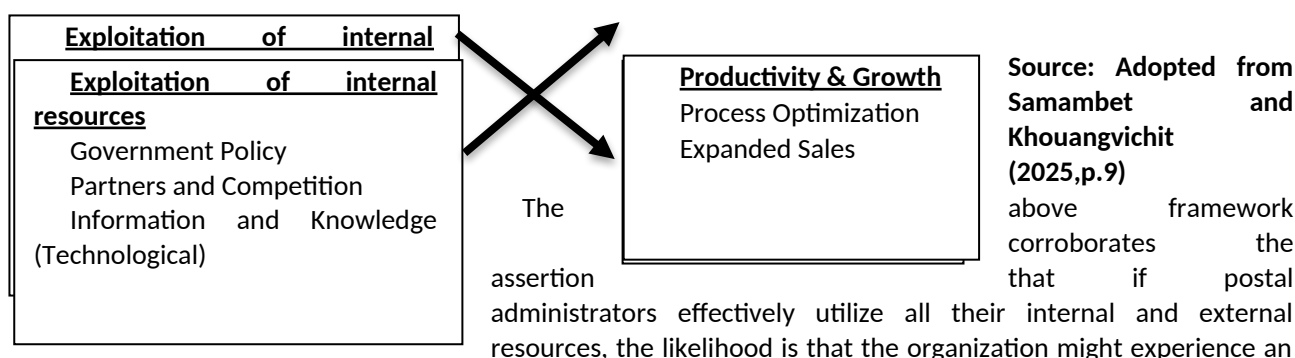 Exploitation of internal
Exploitation of internal
resources
Government Policy
Partners and Competition
Information and Knowledge
(Technological)
Productivity & Growth
Process Optimization
Expanded Sales
Source: Adopted from
Samambet and
Khouangvichit
(2025,p.9)
The above framework
corroborates the
assertion that if postal
administrators effectively utilize all their internal and external
resources, the likelihood is that the organization might experience an